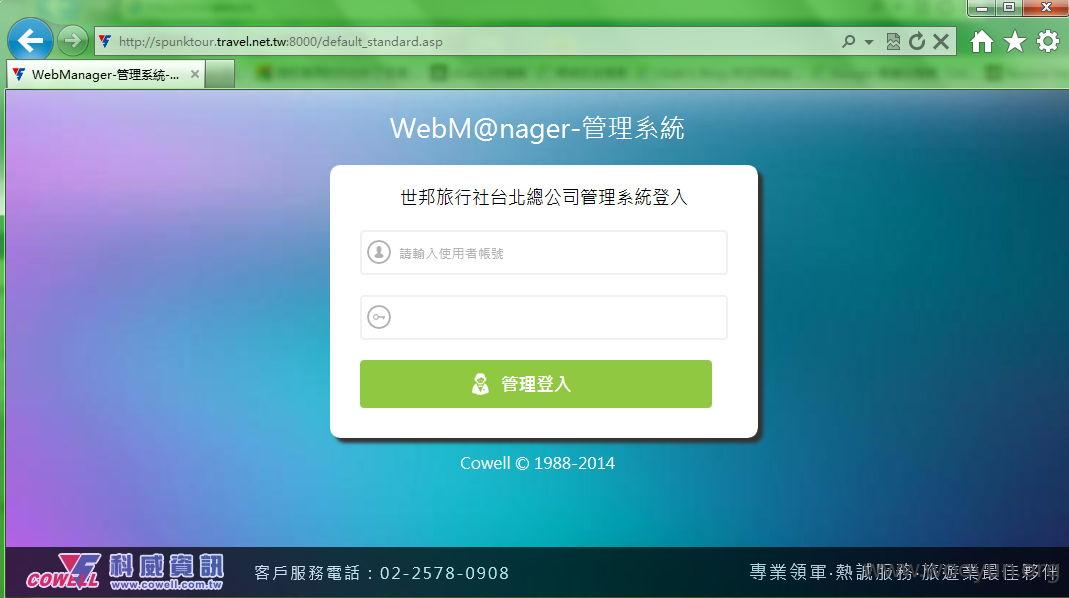 http://spunktour.travel.net.tw:8000/default_standard.asp
WebManager-管理系統-...
WebM@nager-管理系統
世邦旅行社台北總公司管理系統登入
請輸入使用者帳號
管理登入
Cowell © 1988-2014
COWELL 科威資訊
www.cowell.com.tw
客戶服務電話：02-2578-0908
專業領軍·熱誠服務·旅遊業最佳夥伴